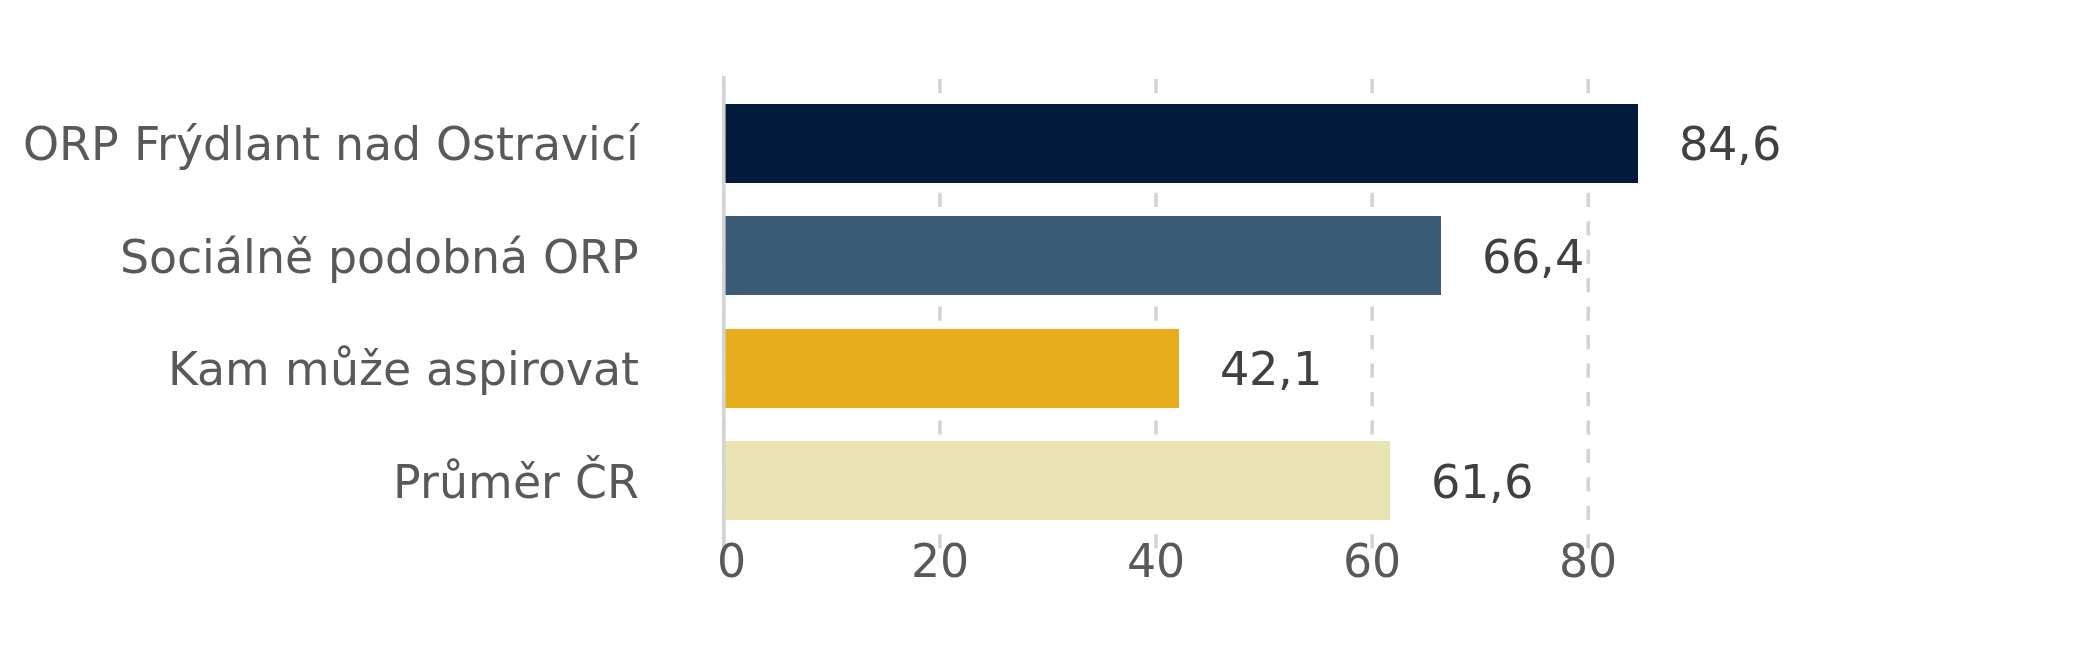 ORP Frýdlant nad Ostravicí 84,6
Sociálně podobná ORP 66,4
Kam může aspirovat 42,1
Průměr ČR 61,6
0 20 40 60 80